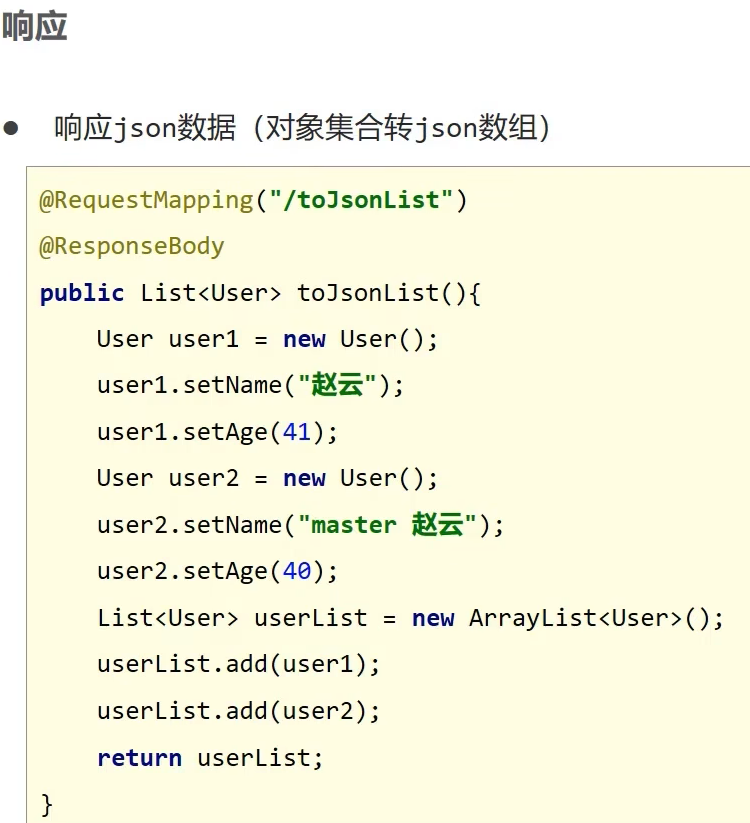 响应
● 响应json数据（对象集合转json数组）
@RequestMapping("/toJsonList")
@ResponseBody
public List<User> toJsonList(){
    User user1 = new User();
    user1.setName("赵云");
    user1.setAge(41);
    User user2 = new User();
    user2.setName("master 赵云");
    user2.setAge(40);
    List<User> userList = new ArrayList<User>();
    userList.add(user1);
    userList.add(user2);
    return userList;
}